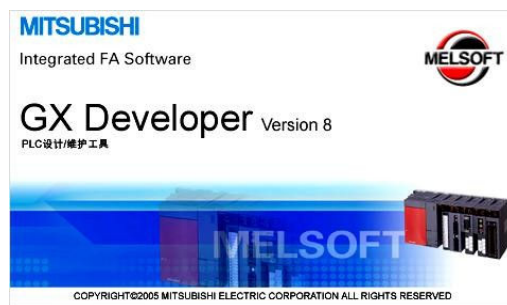 MITSUBISHI
Integrated FA Software
MELSOFT
GX Developer Version 8
PLC设计/维护工具
MELSOFT
COPYRIGHT©2005 MITSUBISHI ELECTRIC CORPORATION ALL RIGHTS RESERVED